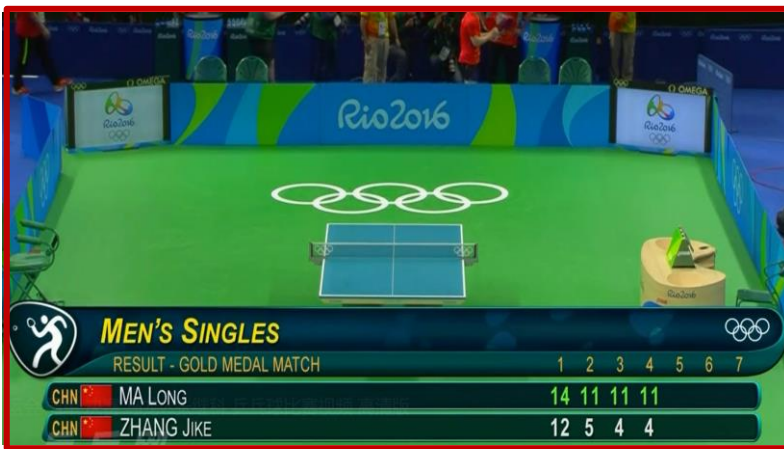 OMEGA
OMEGA
Rio2016
Rio2016
Rio2016
Rio2016
MEN'S SINGLES
RESULT - GOLD MEDAL MATCH 1 2 3 4 5 6 7
CHN MA LONG 14 11 11 11
CHN ZHANG JIKE 12 5 4 4